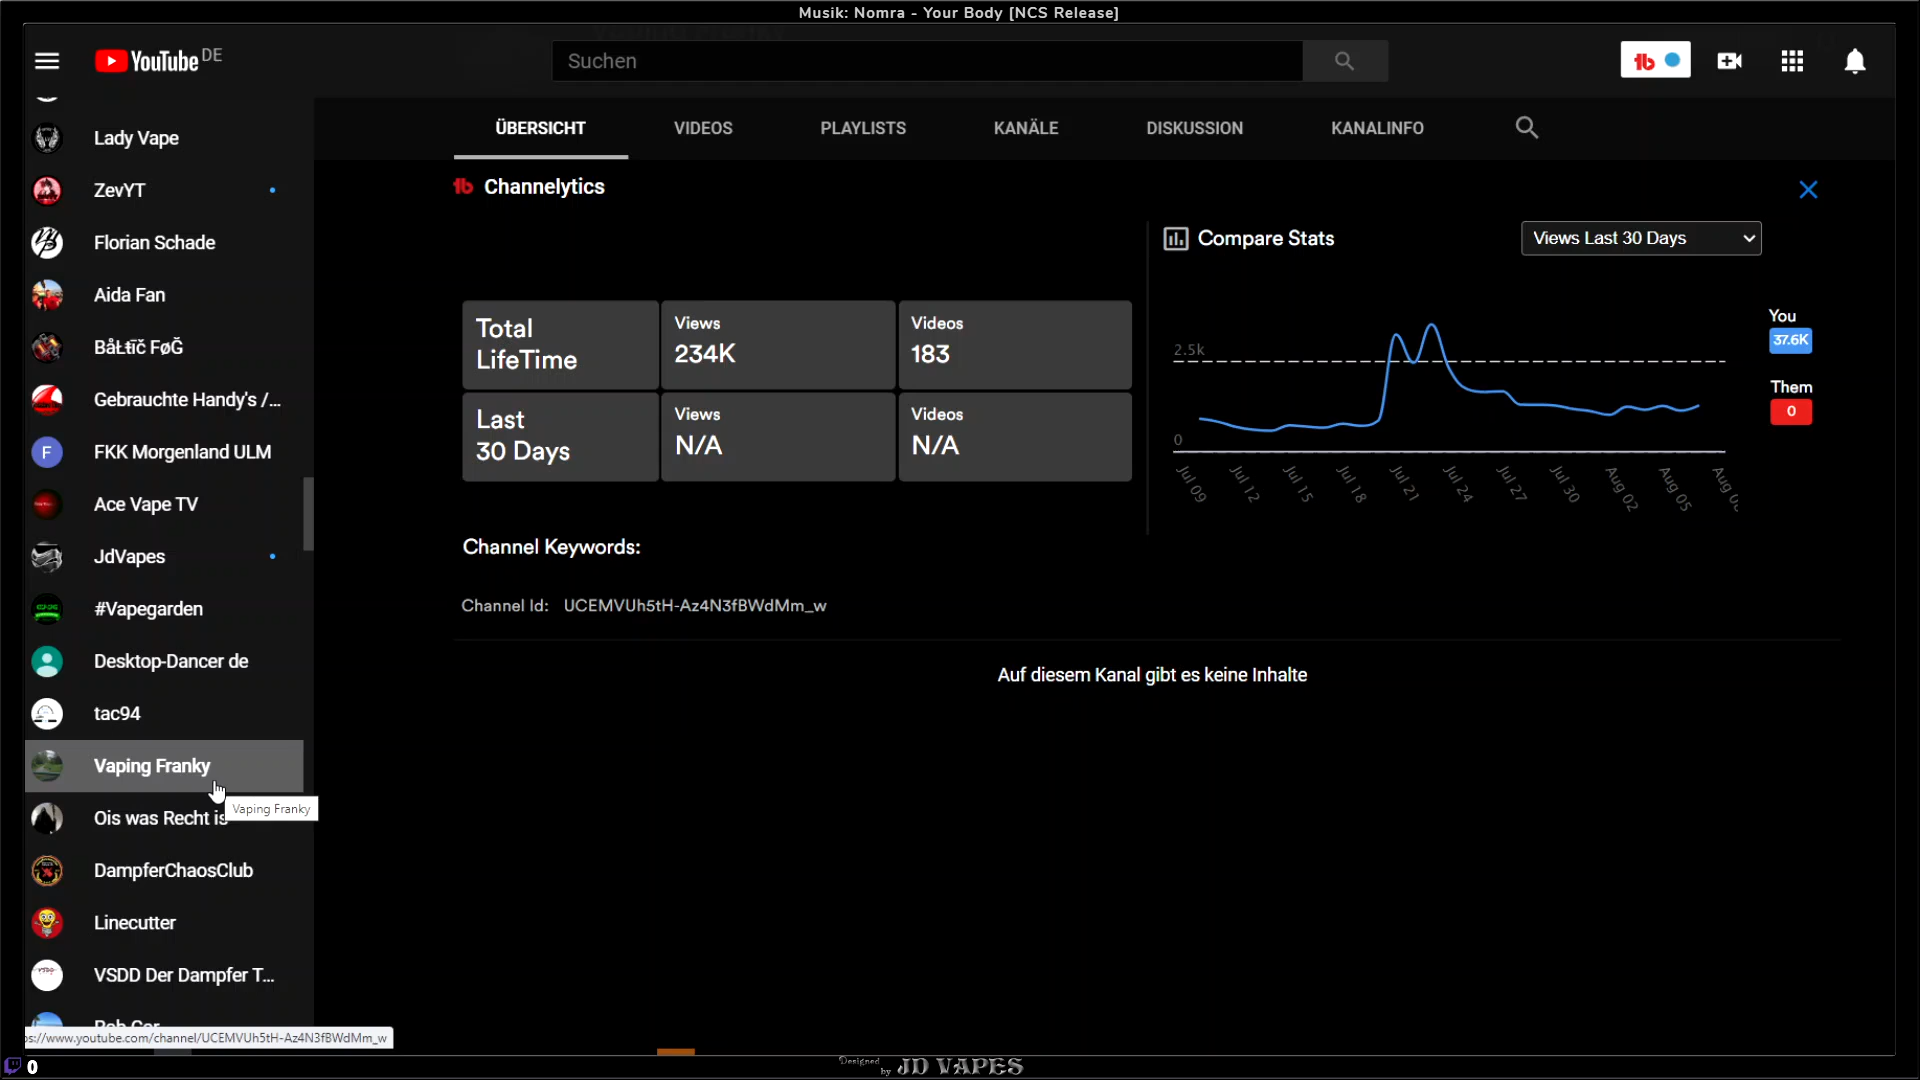 Musik: Nomra - Your Body [NCS Release]
YouTube DE
Suchen
Lady Vape
ZevYT
Florian Schade
Aida Fan
BåŁŧīč FøĞ
Gebrauchte Handy's /...
F
FKK Morgenland ULM
Ace Vape TV
JdVapes
#Vapegarden
Desktop-Dancer de
tac94
Vaping Franky
Vaping Franky
Ois was Recht is
DampferChaosClub
Linecutter
VSDD Der Dampfer T...
s://www.youtube.com/channel/UCEMVUh5tH-Az4N3fBWdMm_w
0
ÜBERSICHT
VIDEOS
PLAYLISTS
KANÄLE
DISKUSSION
KANALINFO
Channelytics
Total
LifeTime
Views
234K
Videos
183
Last
30 Days
Views
N/A
Videos
N/A
Compare Stats
Views Last 30 Days
2.5k
0
Jul 09
Jul 12
Jul 15
Jul 18
Jul 21
Jul 24
Jul 27
Jul 30
Aug 02
Aug 05
You
37.6K
Them
0
Channel Keywords:
Channel Id: UCEMVUh5tH-Az4N3fBWdMm_w
Auf diesem Kanal gibt es keine Inhalte
Designed
by JD VAPES